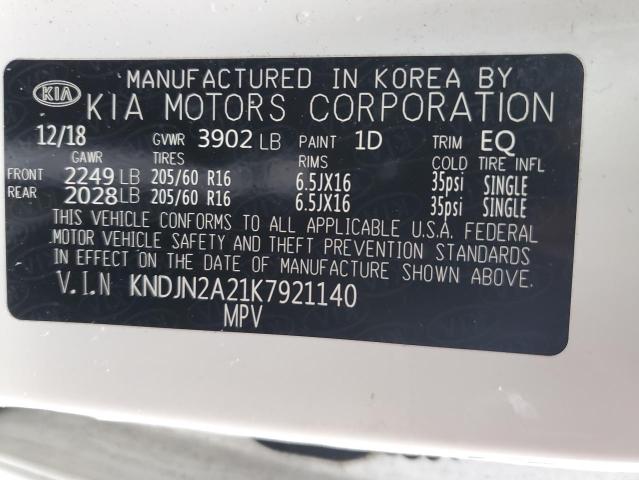 MANUFACTURED IN KOREA BY
KIA KIA MOTORS CORPORATION
12/18 GVWR 3902 LB PAINT 1D TRIM EQ
GAWR TIRES RIMS COLD TIRE INFL
FRONT 2249 LB 205/60 R16 6.5JX16 35psi SINGLE
REAR 2028 LB 205/60 R16 6.5JX16 35psi SINGLE
THIS VEHICLE CONFORMS TO ALL APPLICABLE U.S.A. FEDERAL
MOTOR VEHICLE SAFETY AND THEFT PREVENTION STANDARDS
IN EFFECT ON THE DATE OF MANUFACTURE SHOWN ABOVE.
V.I.N KNDJN2A21K7921140
MPV